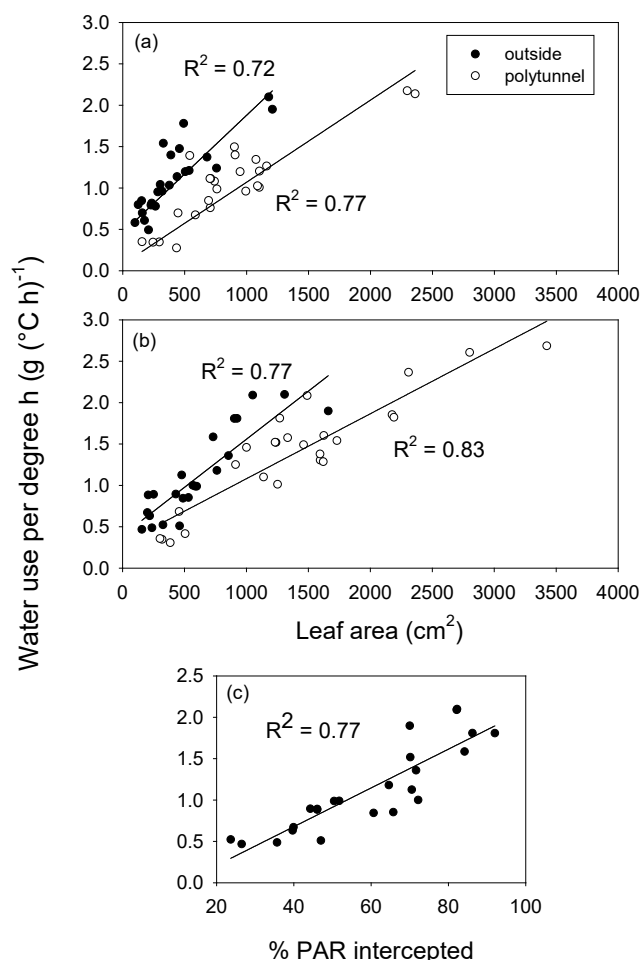 (a)
R² = 0.72
outside
polytunnel
R² = 0.77
3.0
2.5
2.0
1.5
1.0
0.5
0.0
0 500 1000 1500 2000 2500 3000 3500 4000
(b)
R² = 0.77
R² = 0.83
3.0
2.5
2.0
1.5
1.0
0.5
0.0
0 500 1000 1500 2000 2500 3000 3500 4000
Leaf area (cm²)
Water use per degree h (g (°C h)⁻¹)
(c)
R² = 0.77
2.5
2.0
1.5
1.0
0.5
0.0
20 40 60 80 100
% PAR intercepted